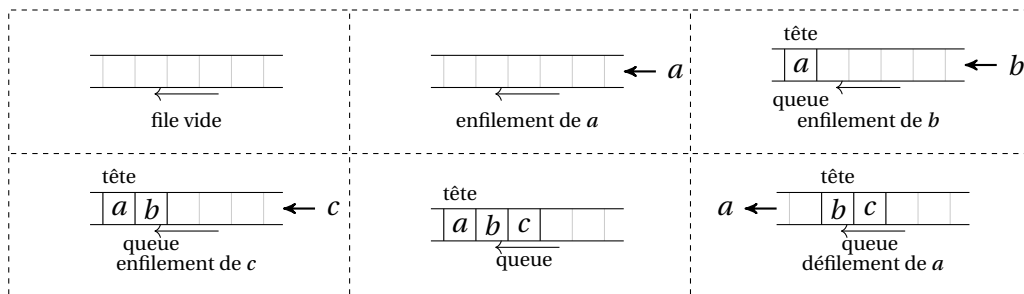 file vide
a
enfilement de a
tête
a
b
queue
enfilement de b
tête
a b
c
queue
enfilement de c
tête
a b c
queue
tête
a
b c
queue
défilement de a